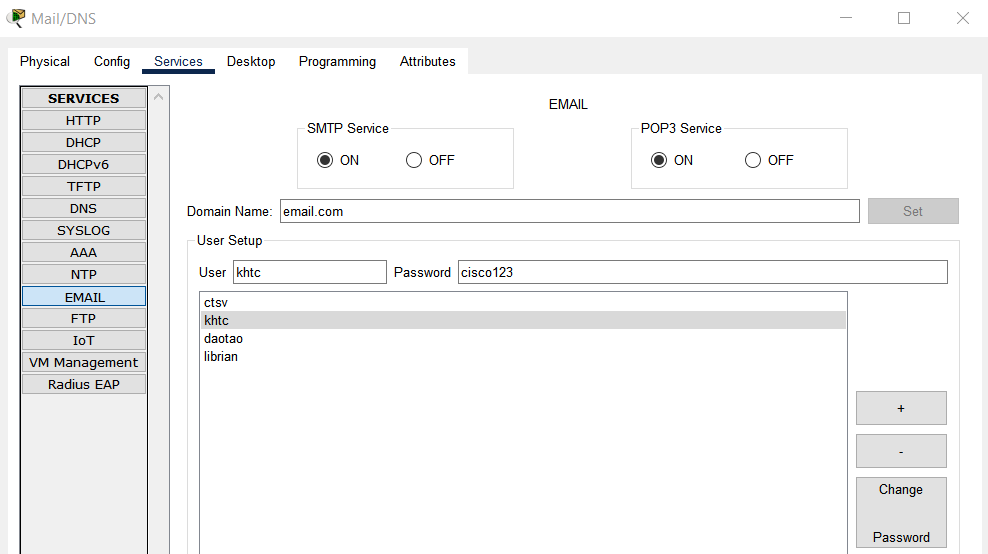 Mail/DNS
Physical Config Services Desktop Programming Attributes
SERVICES
HTTP
DHCP
DHCPv6
TFTP
DNS
SYSLOG
AAA
NTP
EMAIL
FTP
IoT
VM Management
Radius EAP
EMAIL
SMTP Service
ON OFF
POP3 Service
ON OFF
Domain Name: email.com Set
User Setup
User khtc Password cisco123
ctsv
khtc
daotao
librian
+
-
Change
Password